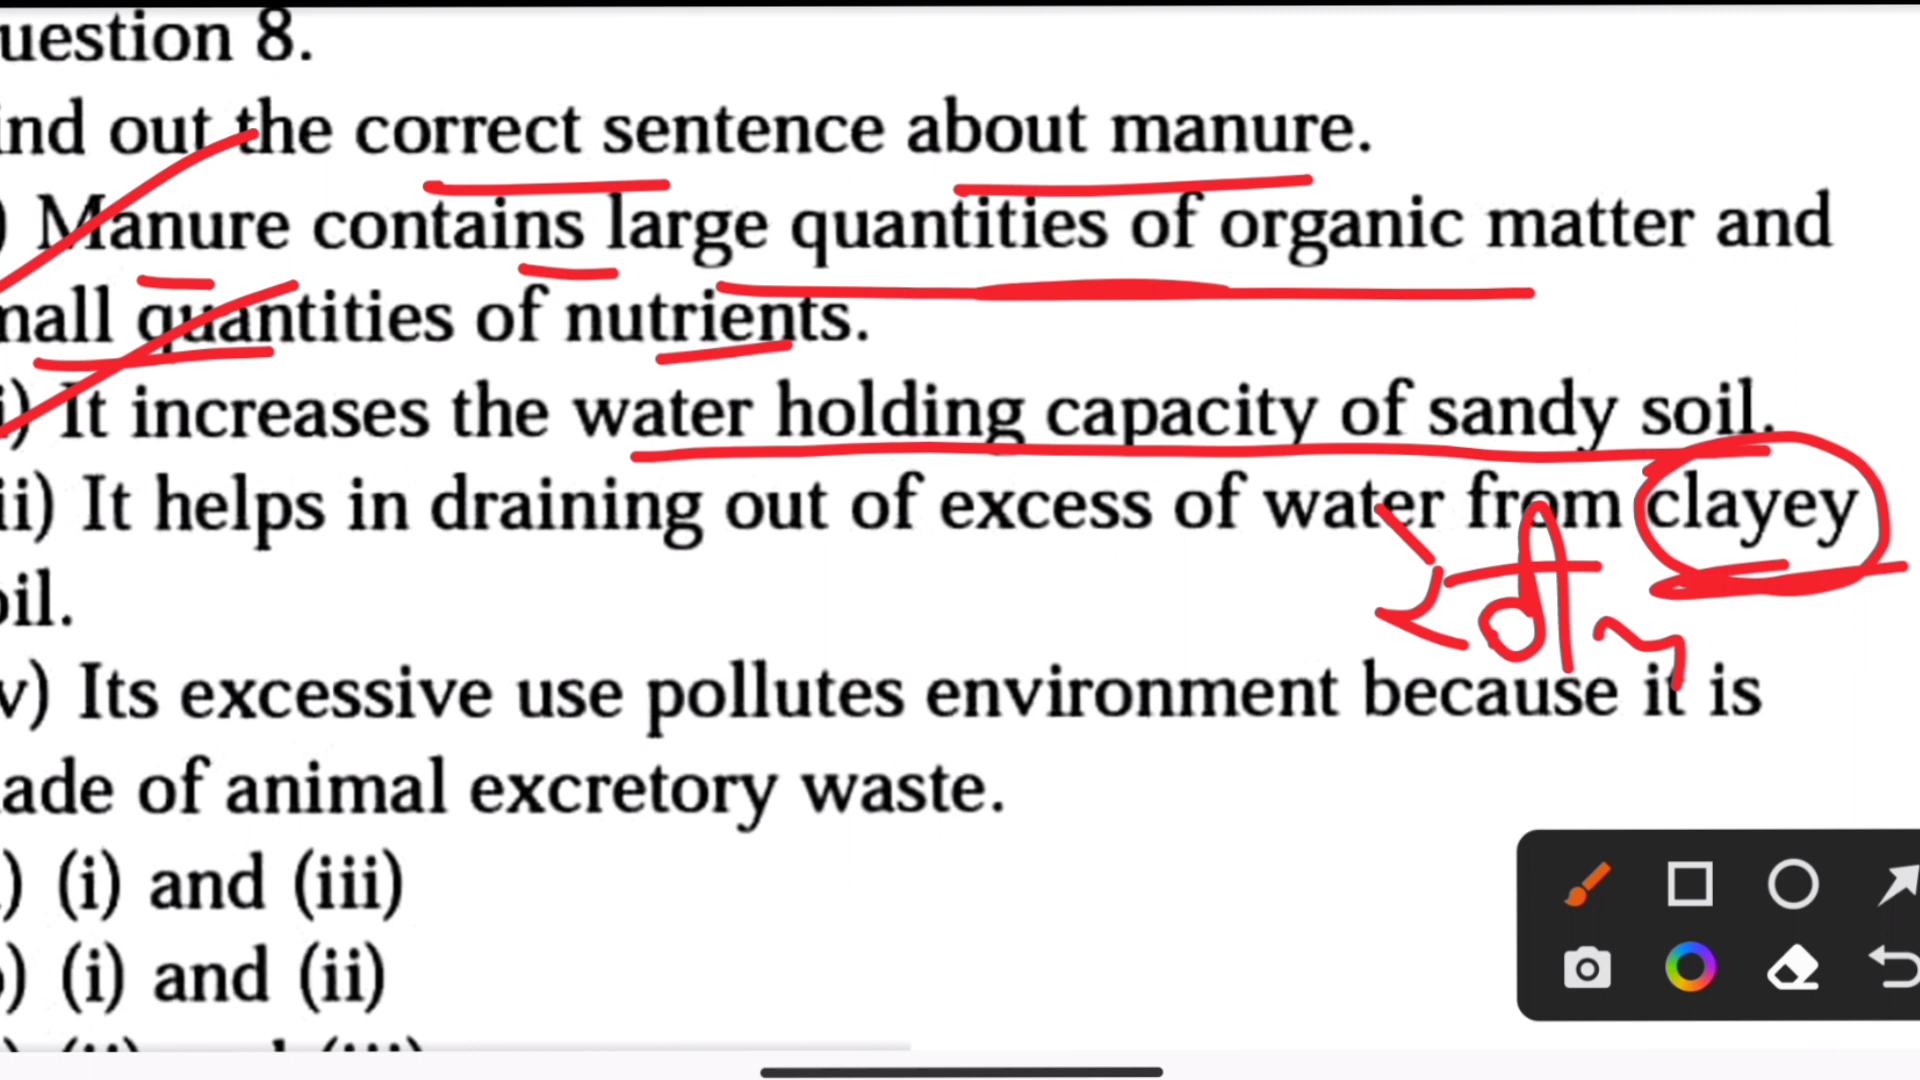 uestion 8.
ind out the correct sentence about manure.
) Manure contains large quantities of organic matter and
mall quantities of nutrients.
i) It increases the water holding capacity of sandy soil.
ii) It helps in draining out of excess of water from clayey
oil.
v) Its excessive use pollutes environment because it is
ade of animal excretory waste.
) (i) and (iii)
) (i) and (ii)